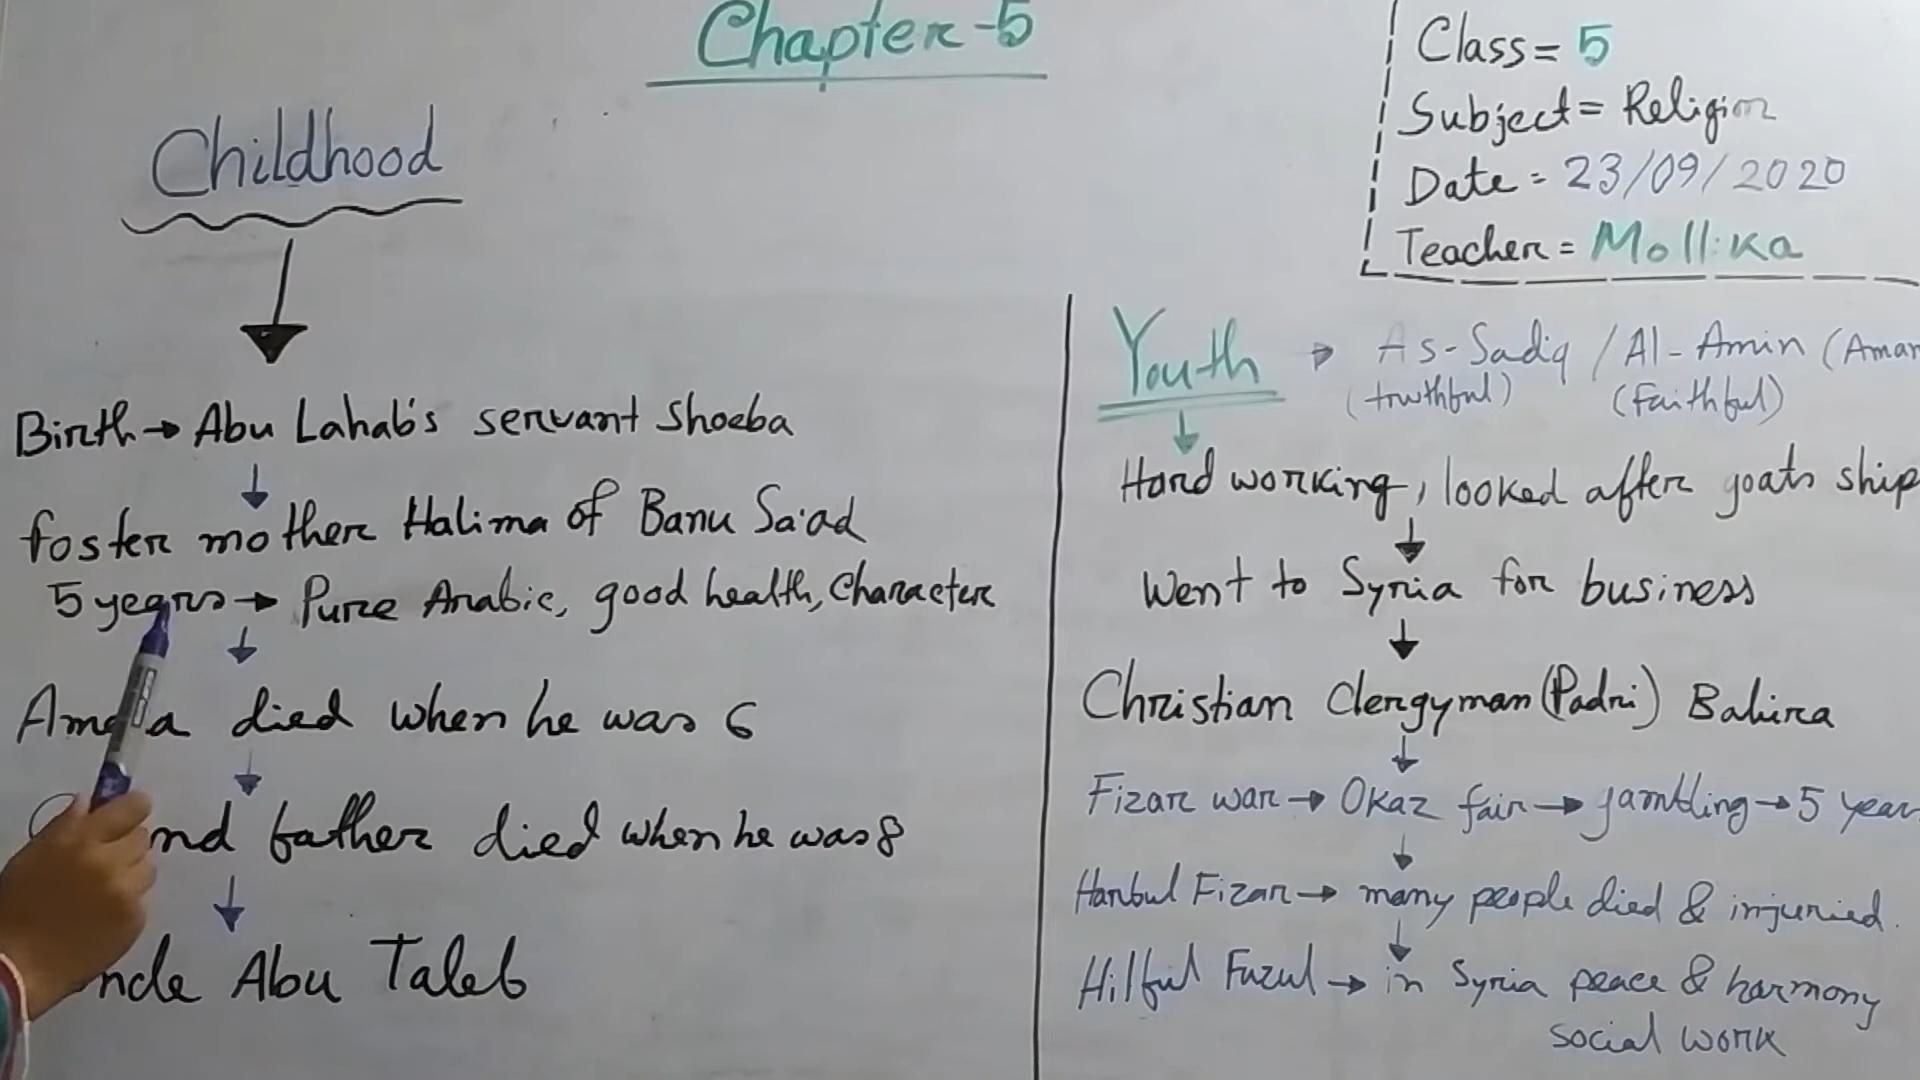 Chapter-5
Class = 5
Subject = Religion
Date = 23/09/2020
Teacher = Mollika
Childhood
Birth → Abu Lahab's servant Shoeba
↓
foster mother Halima of Banu Sa'ad
5 years → Pure Arabic, good health, Character
↓
died when he was 6
↓
father died when he was 8
↓
Abu Taleb
Youth → As-Sadiq / Al-Amin (Aman
(truthful) (Faithful)
↓
Hard working, looked after goats ship
↓
Went to Syria for business
↓
Christian Clergyman (Padri) Bahira
↓
Fizar war → Okaz fair → gambling → 5 year
↓
Harbul Fizar → many people died & injuried.
↓
Hilful Fuzul → in Syria peace & harmony
social work